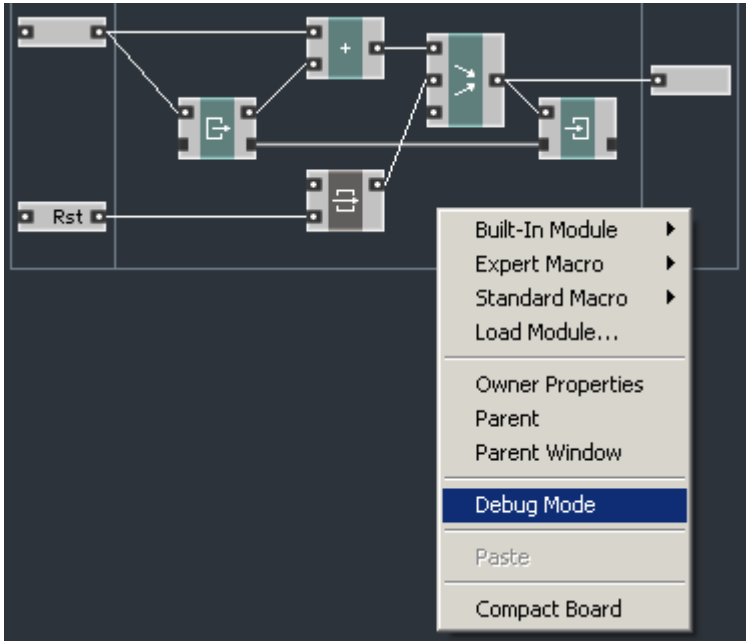 +
Rst
Built-In Module
Expert Macro
Standard Macro
Load Module...
Owner Properties
Parent
Parent Window
Debug Mode
Paste
Compact Board